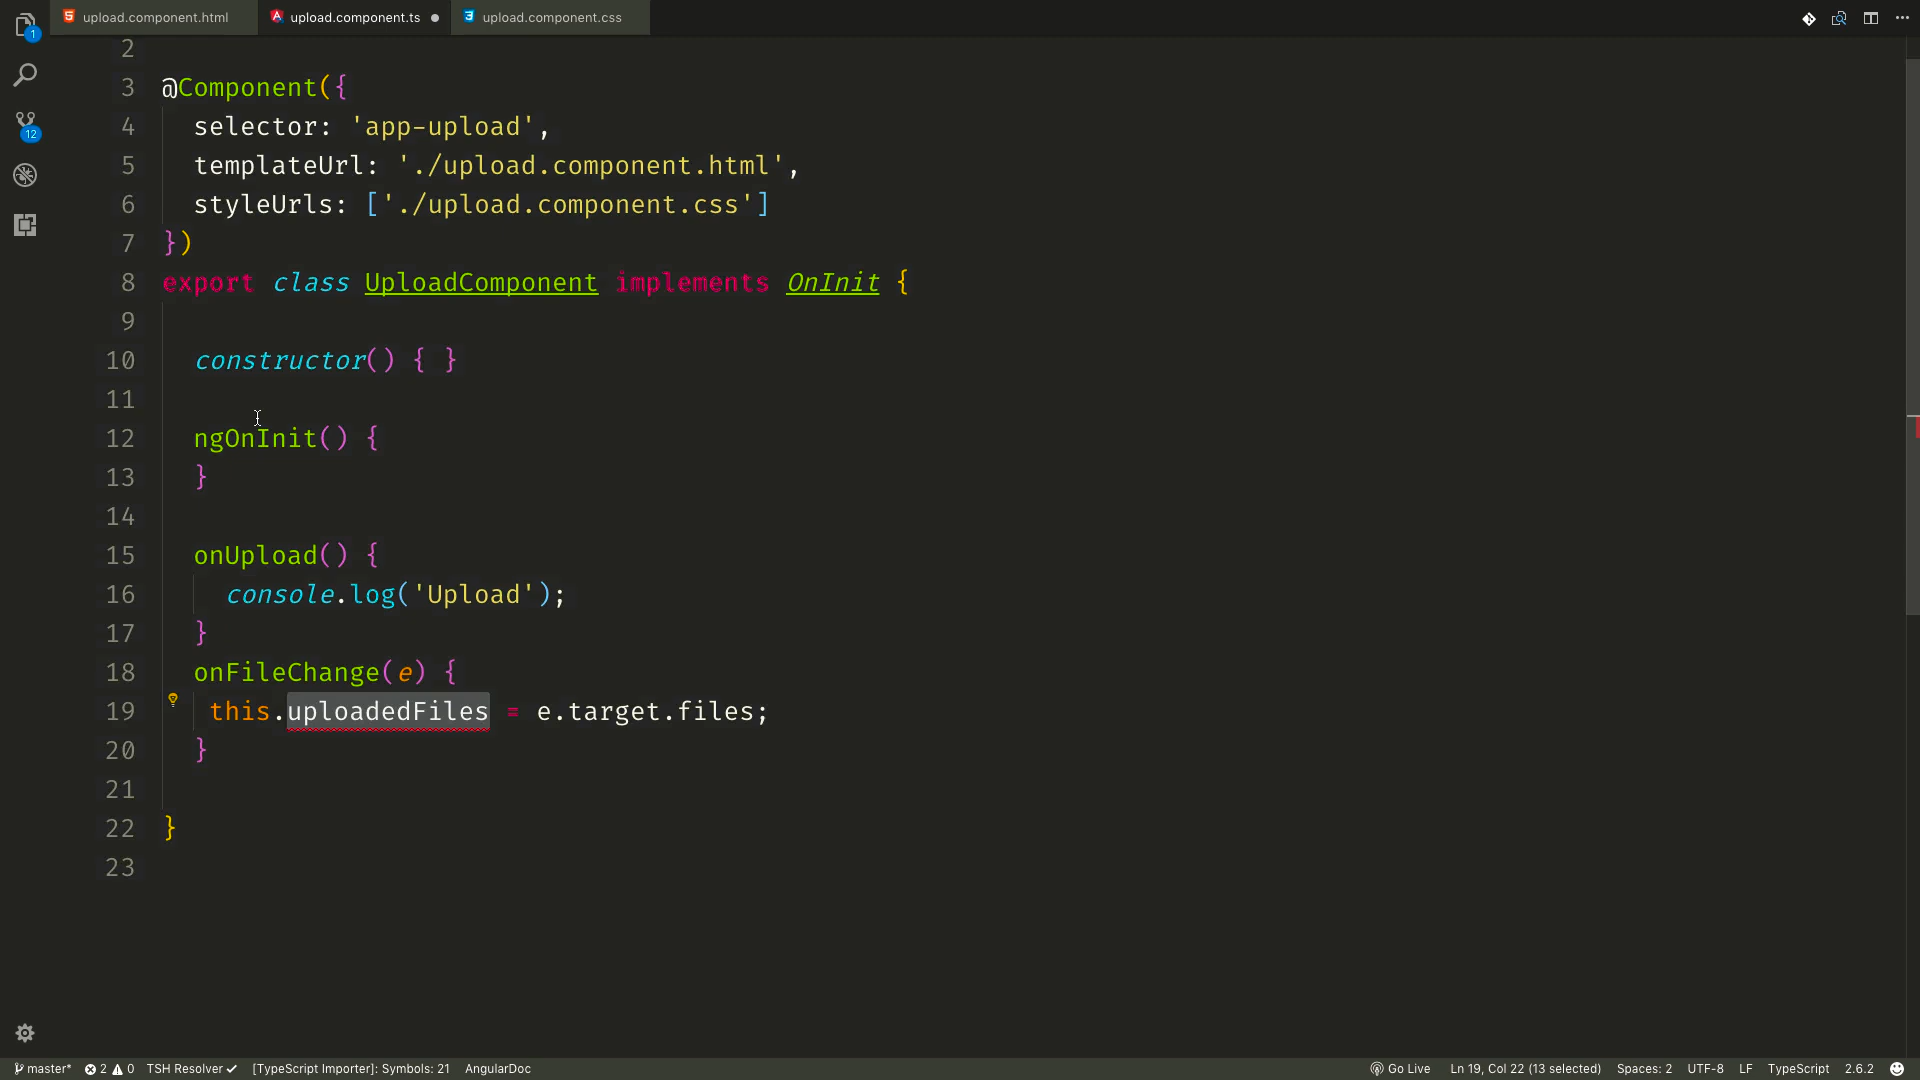 upload.component.html
upload.component.ts
upload.component.css
1
12
2
3 @Component({
4 selector: 'app-upload',
5 templateUrl: './upload.component.html',
6 styleUrls: ['./upload.component.css']
7 })
8 export class UploadComponent implements OnInit {
9
10 constructor() { }
11
12 ngOnInit() {
13 }
14
15 onUpload() {
16 console.log('Upload');
17 }
18 onFileChange(e) {
19 this.uploadedFiles = e.target.files;
20 }
21
22 }
23
master* 2 0 TSH Resolver ✓ [TypeScript Importer]: Symbols: 21 AngularDoc Go Live Ln 19, Col 22 (13 selected) Spaces: 2 UTF-8 LF TypeScript 2.6.2